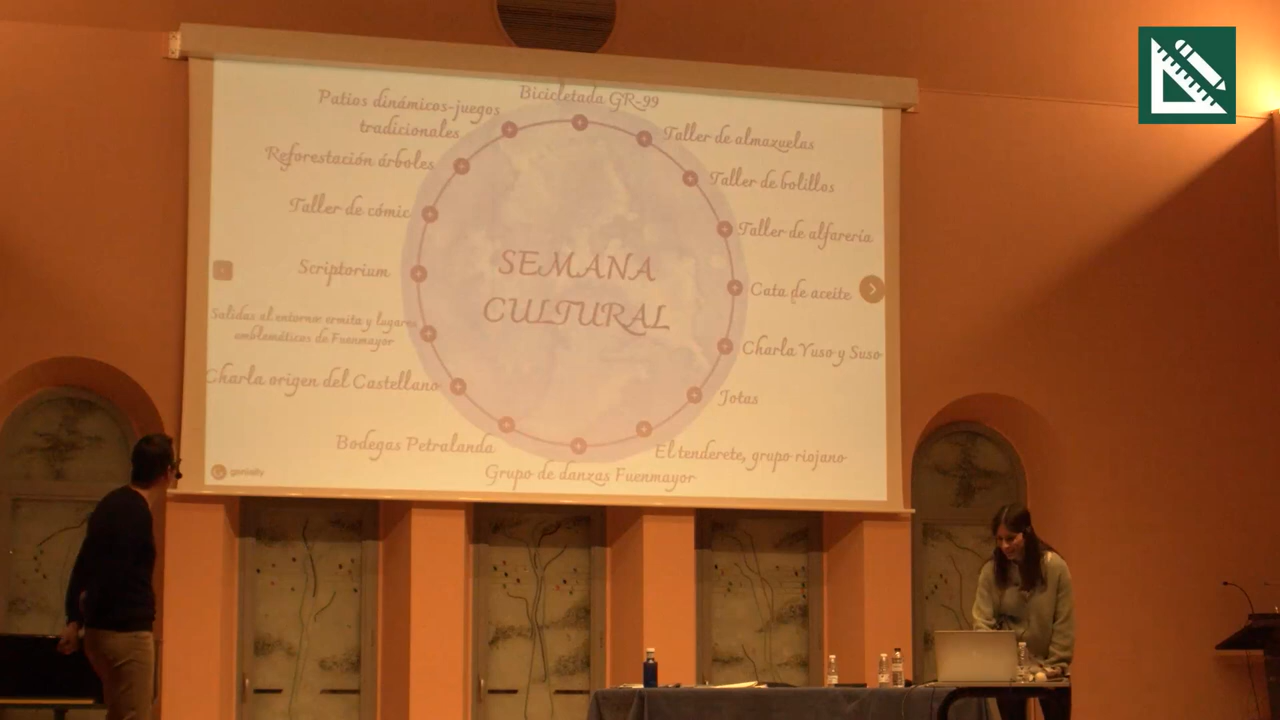 Bicicletada GR-99
Patios dinámicos-juegos
tradicionales
Taller de almazuelas
Reforestación árboles
Taller de bolillos
Taller de cómic
Taller de alfarería
SEMANA
CULTURAL
Scriptorium
Cata de aceite
Salidas al entorno: ermita y lugares
emblemáticos de Fuenmayor
Charla Yuso y Suso
Charla origen del Castellano
Jotas
Bodegas Petralanda
El tenderete, grupo riojano
Grupo de danzas Fuenmayor
genially